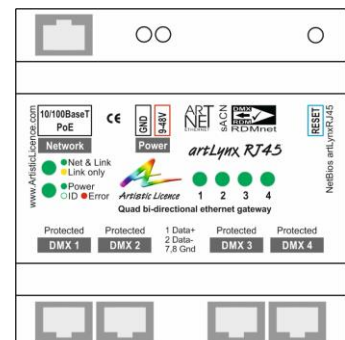 10/100BaseT
PoE
Network
CE
GND
9-48V
Power
ART
NET
ETHERNET
sACN
DMX
RDM
RDMnet
RESET
www.ArtisticLicence.com
NetBios artLynxRJ45
Net & Link
Link only
Power
ID Error
Artistic Licence
artLynx RJ45
1 2 3 4
Quad bi-directional ethernet gateway
Protected
DMX 1
Protected
DMX 2
1 Data+
2 Data-
7,8 Gnd
Protected
DMX 3
Protected
DMX 4